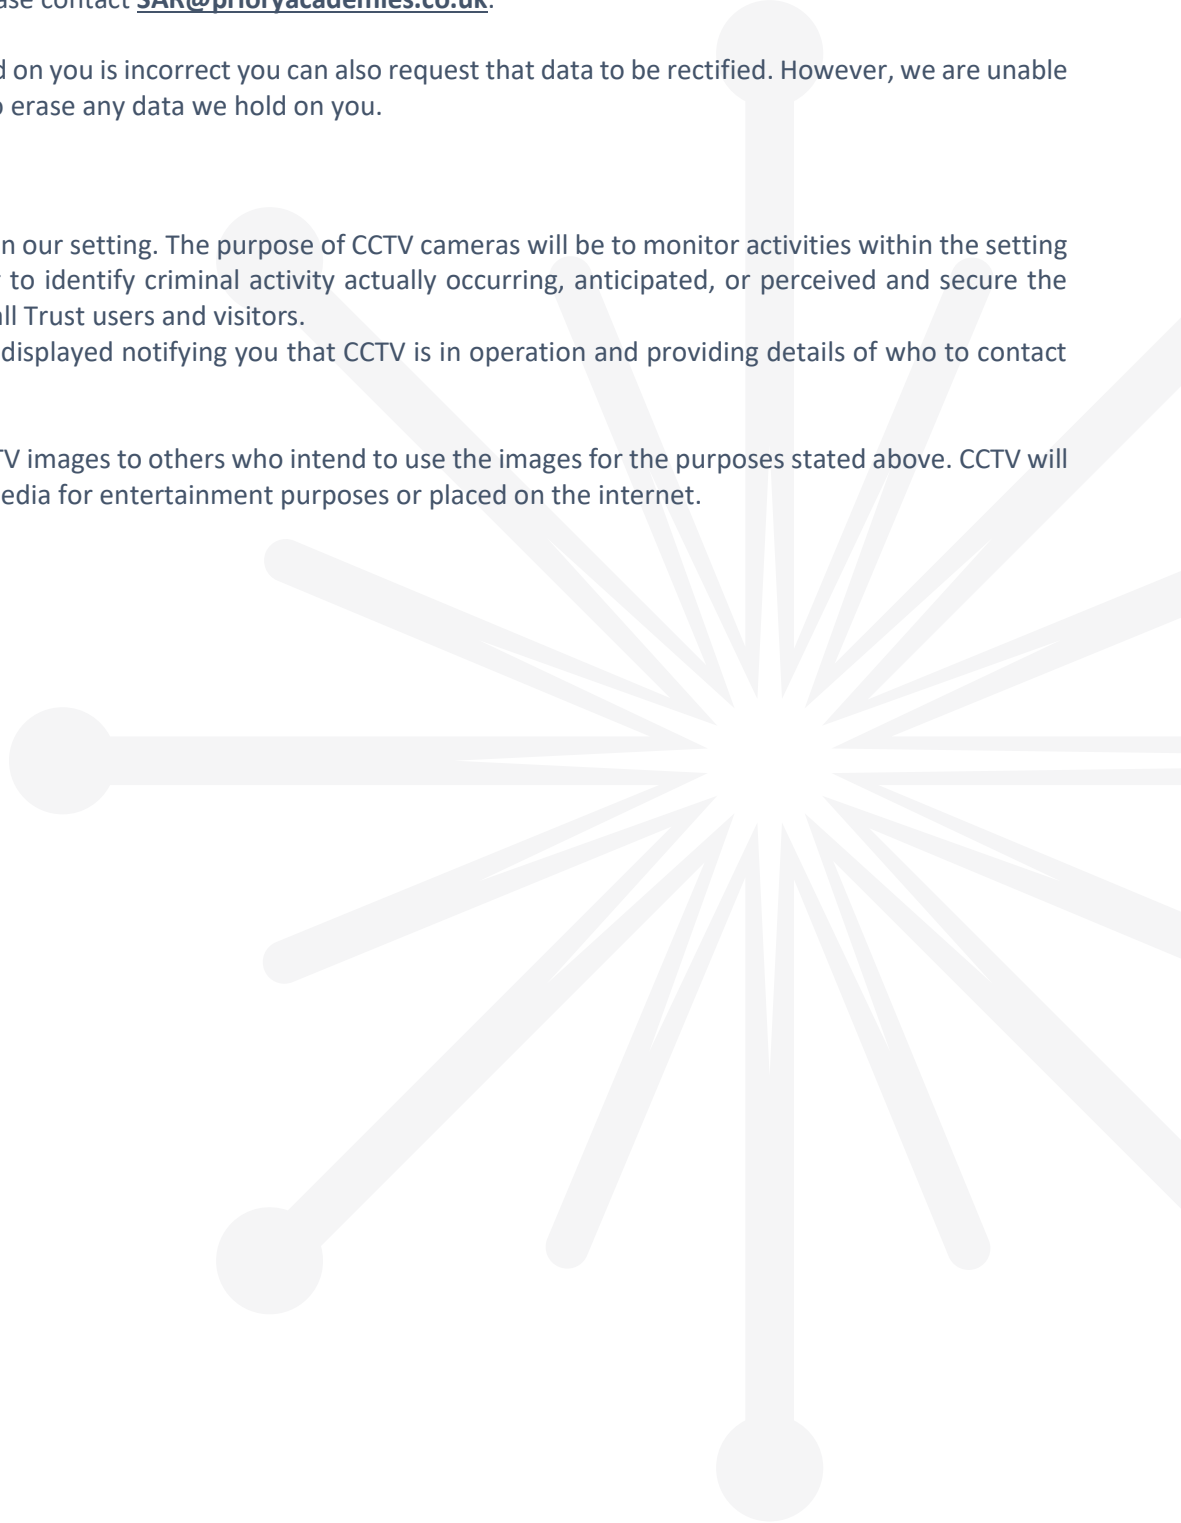 ase contact SAR@prioryacademies.co.uk.
d on you is incorrect you can also request that data to be rectified. However, we are unable
o erase any data we hold on you.
n our setting. The purpose of CCTV cameras will be to monitor activities within the setting
to identify criminal activity actually occurring, anticipated, or perceived and secure the
all Trust users and visitors.
displayed notifying you that CCTV is in operation and providing details of who to contact
TV images to others who intend to use the images for the purposes stated above. CCTV will
edia for entertainment purposes or placed on the internet.